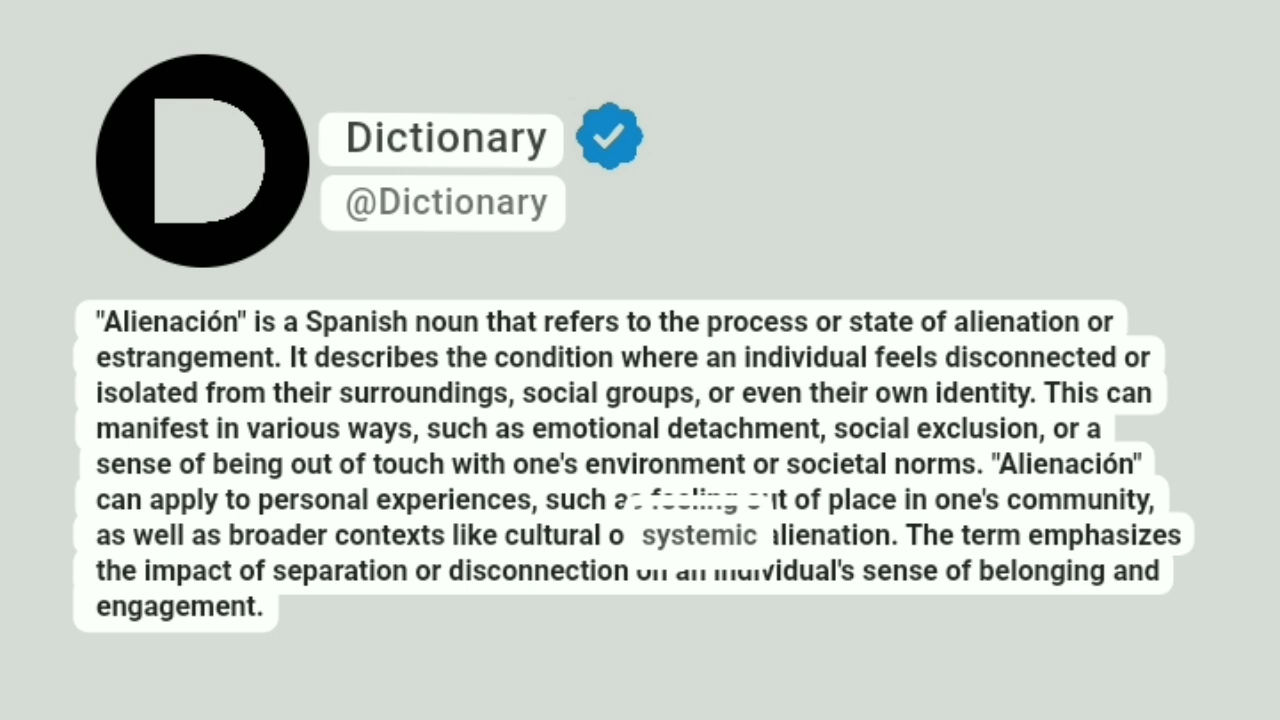 D
Dictionary
@Dictionary
"Alienación" is a Spanish noun that refers to the process or state of alienation or
estrangement. It describes the condition where an individual feels disconnected or
isolated from their surroundings, social groups, or even their own identity. This can
manifest in various ways, such as emotional detachment, social exclusion, or a
sense of being out of touch with one's environment or societal norms. "Alienación"
can apply to personal experiences, such as feeling out of place in one's community,
as well as broader contexts like cultural o systemic alienation. The term emphasizes
the impact of separation or disconnection on an individual's sense of belonging and
engagement.